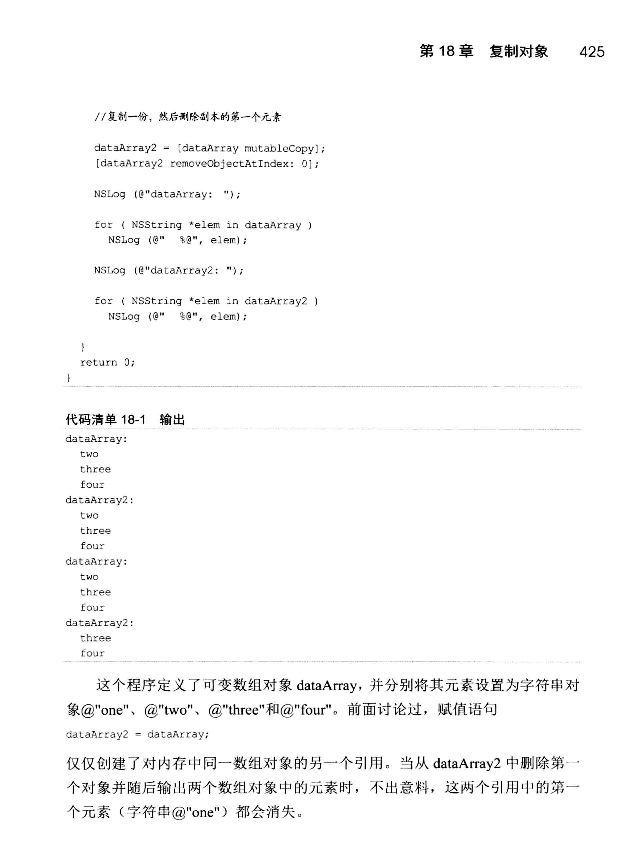 第 18 章 复制对象 425
//复制一份，然后删除副本的第一个元素
dataArray2 = [dataArray mutableCopy];
[dataArray2 removeObjectAtIndex: 0];
NSLog (@"dataArray: ");
for ( NSString *elem in dataArray )
NSLog (@" %@", elem);
NSLog (@"dataArray2: ");
for ( NSString *elem in dataArray2 )
NSLog (@" %@", elem);
}
return 0;
}
代码清单 18-1 输出
dataArray:
two
three
four
dataArray2:
two
three
four
dataArray:
two
three
four
dataArray2:
three
four
这个程序定义了可变数组对象 dataArray，并分别将其元素设置为字符串对
象@"one"、@"two"、@"three"和@"four"。前面讨论过，赋值语句
dataArray2 = dataArray;
仅仅创建了对内存中同一数组对象的另一个引用。当从 dataArray2 中删除第一
个对象并随后输出两个数组对象中的元素时，不出意料，这两个引用中的第一
个元素（字符串@"one"）都会消失。